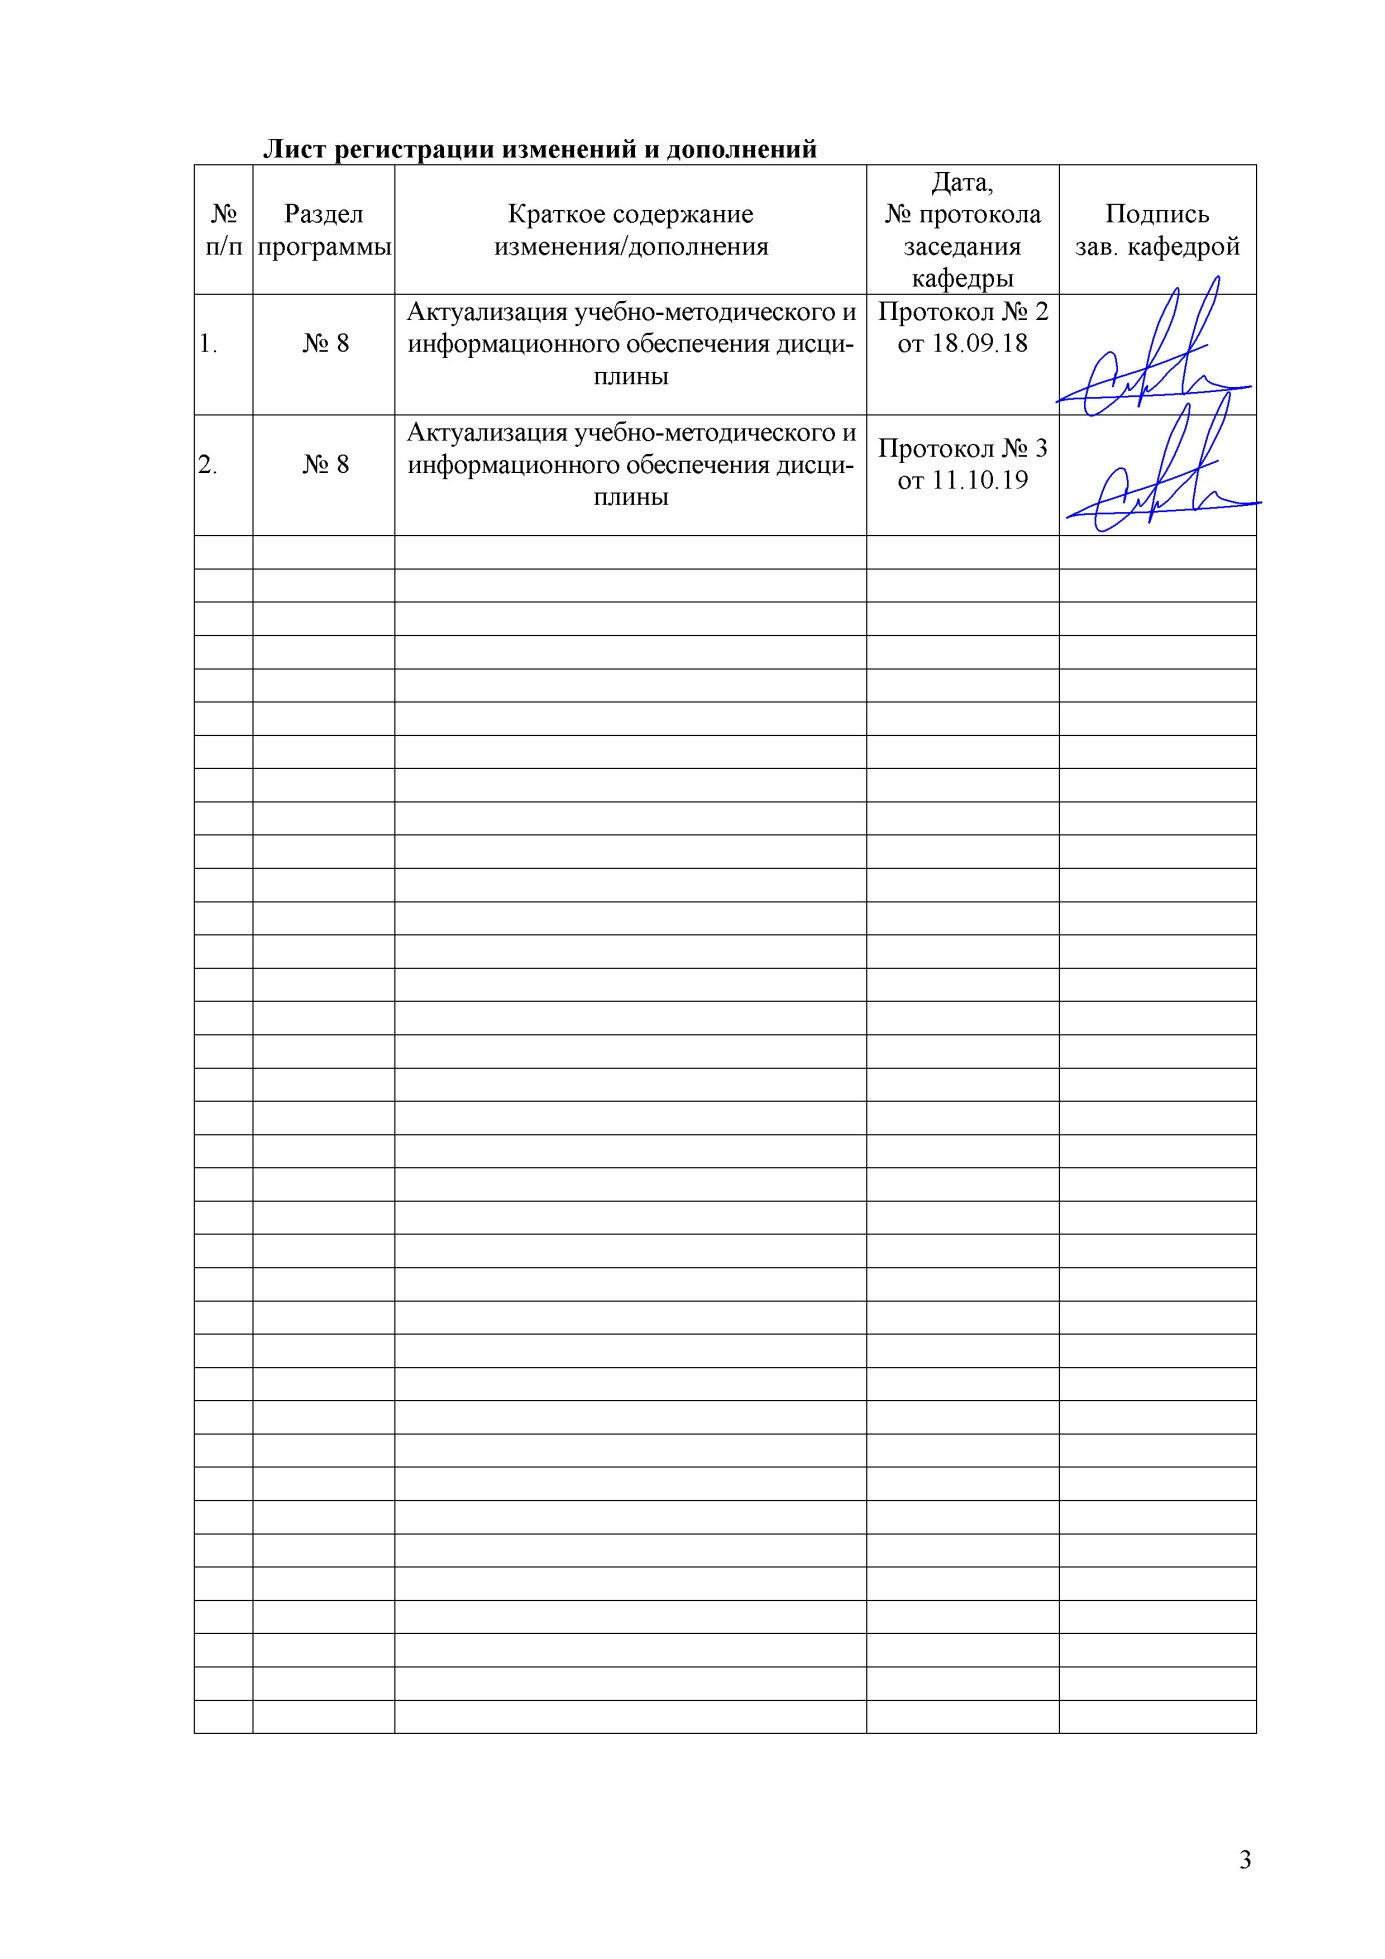 Лист регистрации изменений и дополнений
№
п/п
Раздел
программы
Краткое содержание
изменения/дополнения
Дата,
№ протокола
заседания
кафедры
Подпись
зав. кафедрой
1.
№ 8
Актуализация учебно-методического и
информационного обеспечения дисци-
плины
Протокол № 2
от 18.09.18
2.
№ 8
Актуализация учебно-методического и
информационного обеспечения дисци-
плины
Протокол № 3
от 11.10.19
3